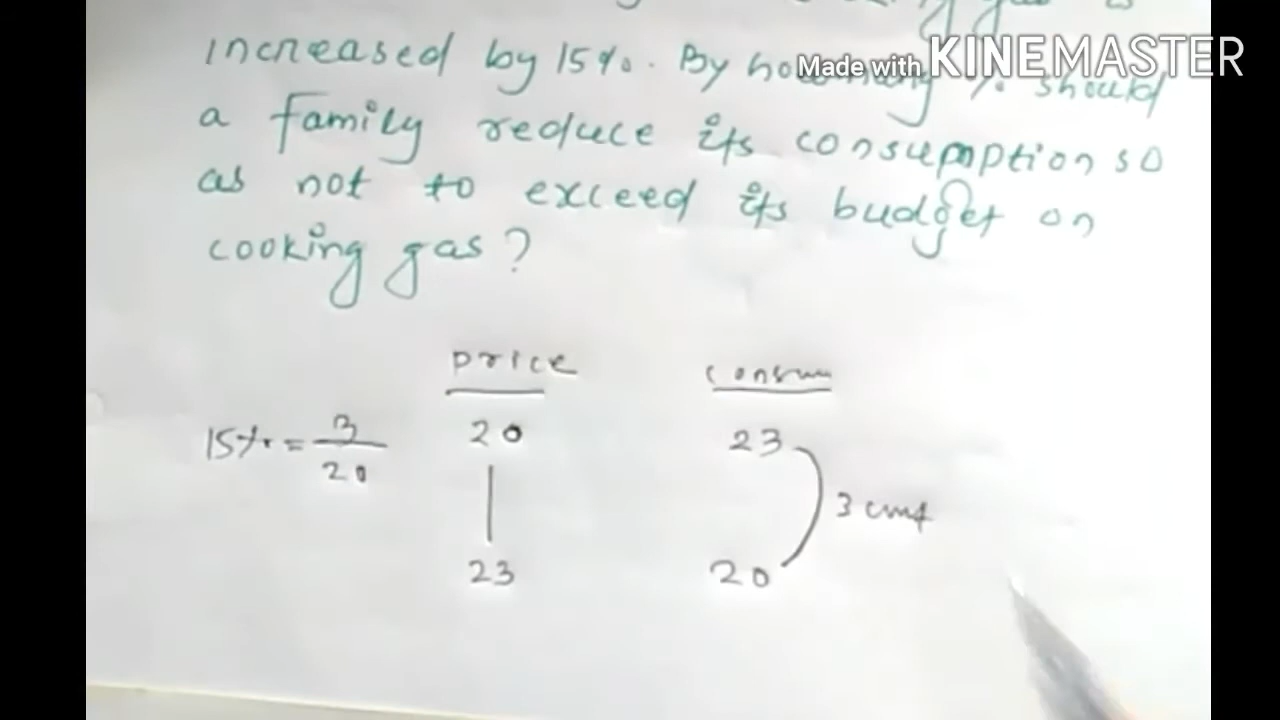 increased by 15%. By how many % should
Made with KINEMASTER
a family reduce its consumption so
as not to exceed its budget on
cooking gas?
price consum
15% = 3/20
20 23
3 unit
23 20